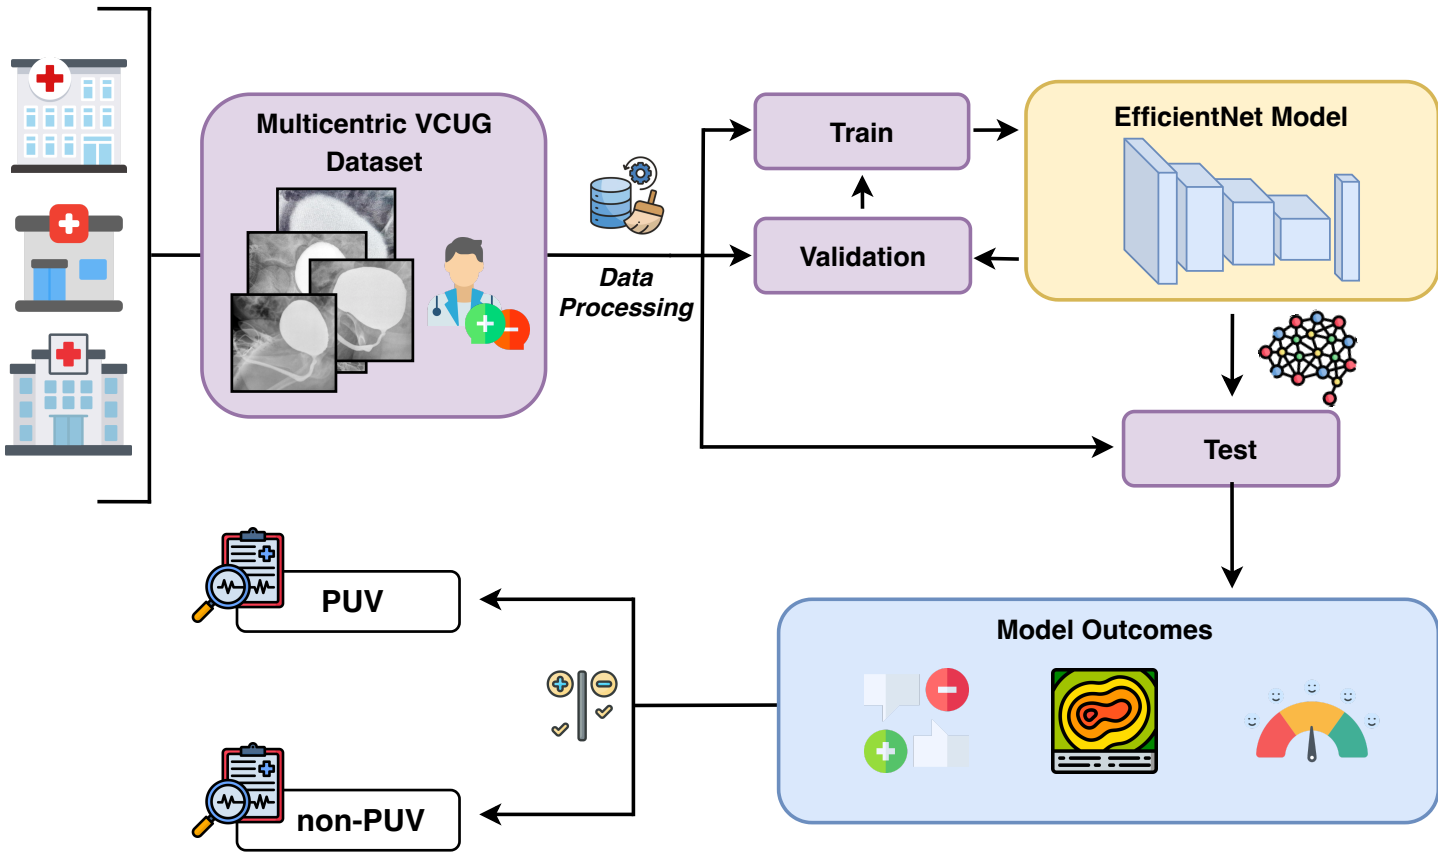 Multicentric VCUG
Dataset
Data
Processing
Train
Validation
EfficientNet Model
Test
Model Outcomes
PUV
non-PUV